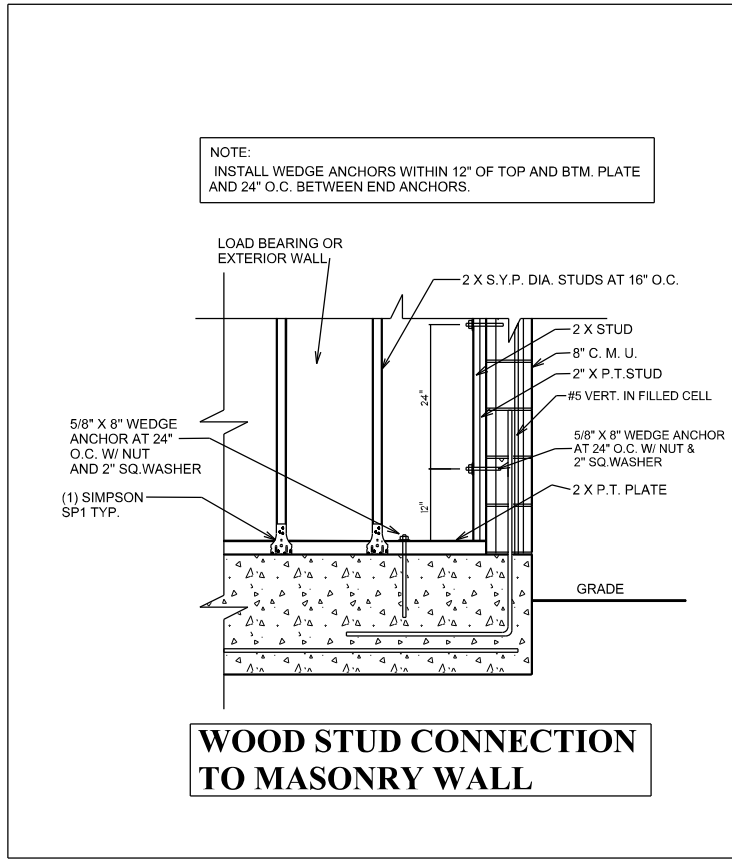 NOTE:
INSTALL WEDGE ANCHORS WITHIN 12" OF TOP AND BTM. PLATE
AND 24" O.C. BETWEEN END ANCHORS.
LOAD BEARING OR
EXTERIOR WALL
2 X S.Y.P. DIA. STUDS AT 16" O.C.
2 X STUD
8" C. M. U.
2" X P.T.STUD
#5 VERT. IN FILLED CELL
24"
5/8" X 8" WEDGE
ANCHOR AT 24"
O.C. W/ NUT
AND 2" SQ.WASHER
5/8" X 8" WEDGE ANCHOR
AT 24" O.C. W/ NUT &
2" SQ.WASHER
(1) SIMPSON
SP1 TYP.
12"
2 X P.T. PLATE
GRADE
WOOD STUD CONNECTION
TO MASONRY WALL